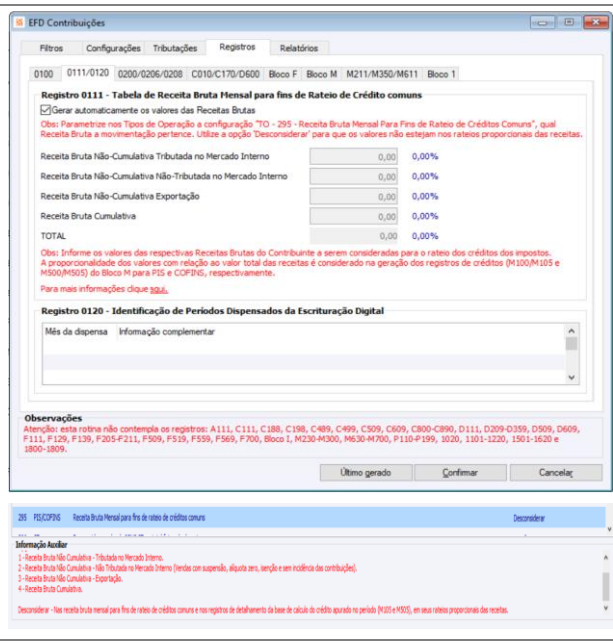 EFD Contribuições
Filtros Configurações Tributações Registros Relatórios
0100 0111/0120 0200/0206/0208 C010/C170/D600 Bloco F Bloco M M211/M350/M611 Bloco 1
Registro 0111 - Tabela de Receita Bruta Mensal para fins de Rateio de Crédito comuns
Gerar automaticamente os valores das Receitas Brutas
Obs: Parametrize nos Tipos de Operação a configuração "TO - 295 - Receita Bruta Mensal Para Fins de Rateio de Créditos Comuns", qual
Receita Bruta a movimentação pertence. Utilize a opção 'Desconsiderar' para que os valores não estejam nos rateios proporcionais das receitas.
Receita Bruta Não-Cumulativa Tributada no Mercado Interno 0,00 0,00%
Receita Bruta Não-Cumulativa Não-Tributada no Mercado Interno 0,00 0,00%
Receita Bruta Não-Cumulativa Exportação 0,00 0,00%
Receita Bruta Cumulativa 0,00 0,00%
TOTAL 0,00 0,00%
Obs: Informe os valores das respectivas Receitas Brutas do Contribuinte a serem consideradas para o rateio dos créditos dos impostos.
A proporcionalidade dos valores com relação ao valor total das receitas é considerado na geração dos registros de créditos (M100/M105 e
M500/M505) do Bloco M para PIS e COFINS, respectivamente.
Para mais informações clique aqui.
Registro 0120 - Identificação de Períodos Dispensados da Escrituração Digital
Mês da dispensa Informação complementar
Observações
Atenção: esta rotina não contempla os registros: A111, C111, C188, C198, C489, C499, C509, C609, C800-C890, D111, D209-D359, D509, D609,
F111, F129, F139, F205-F211, F509, F519, F559, F569, F700, Bloco I, M230-M300, M630-M700, P110-P199, 1020, 1101-1220, 1501-1620 e
1800-1809.
Último gerado Confirmar Cancelar
295 PIS/COFINS Receita Bruta Mensal para fins de rateio de créditos comuns Desconsiderar
Informação Auxiliar
1 - Receita Bruta Não Cumulativa - Tributada no Mercado Interno.
2 - Receita Bruta Não Cumulativa - Não Tributada no Mercado Interno (Vendas com suspensão, alíquota zero, isenção e sem incidência das contribuições).
3 - Receita Bruta Não Cumulativa - Exportação.
4 - Receita Bruta Cumulativa.
Desconsiderar - Nas receita bruta mensal para fins de rateio de créditos comuns e nos registros de detalhamento da base de calculo do crédito apurado no período (M105 e M505), em seus rateios proporcionais das receitas.